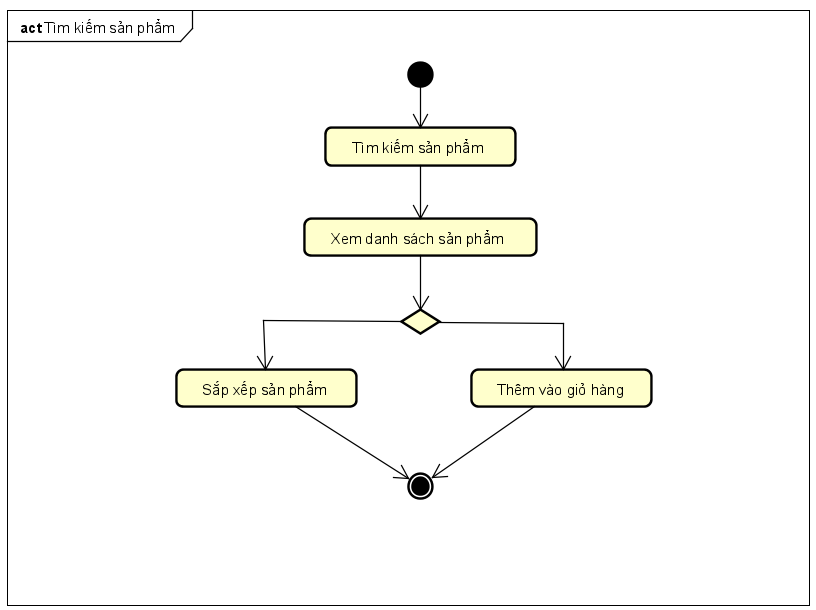 act Tìm kiếm sản phẩm
Tìm kiếm sản phẩm
Xem danh sách sản phẩm
Sắp xếp sản phẩm
Thêm vào giỏ hàng